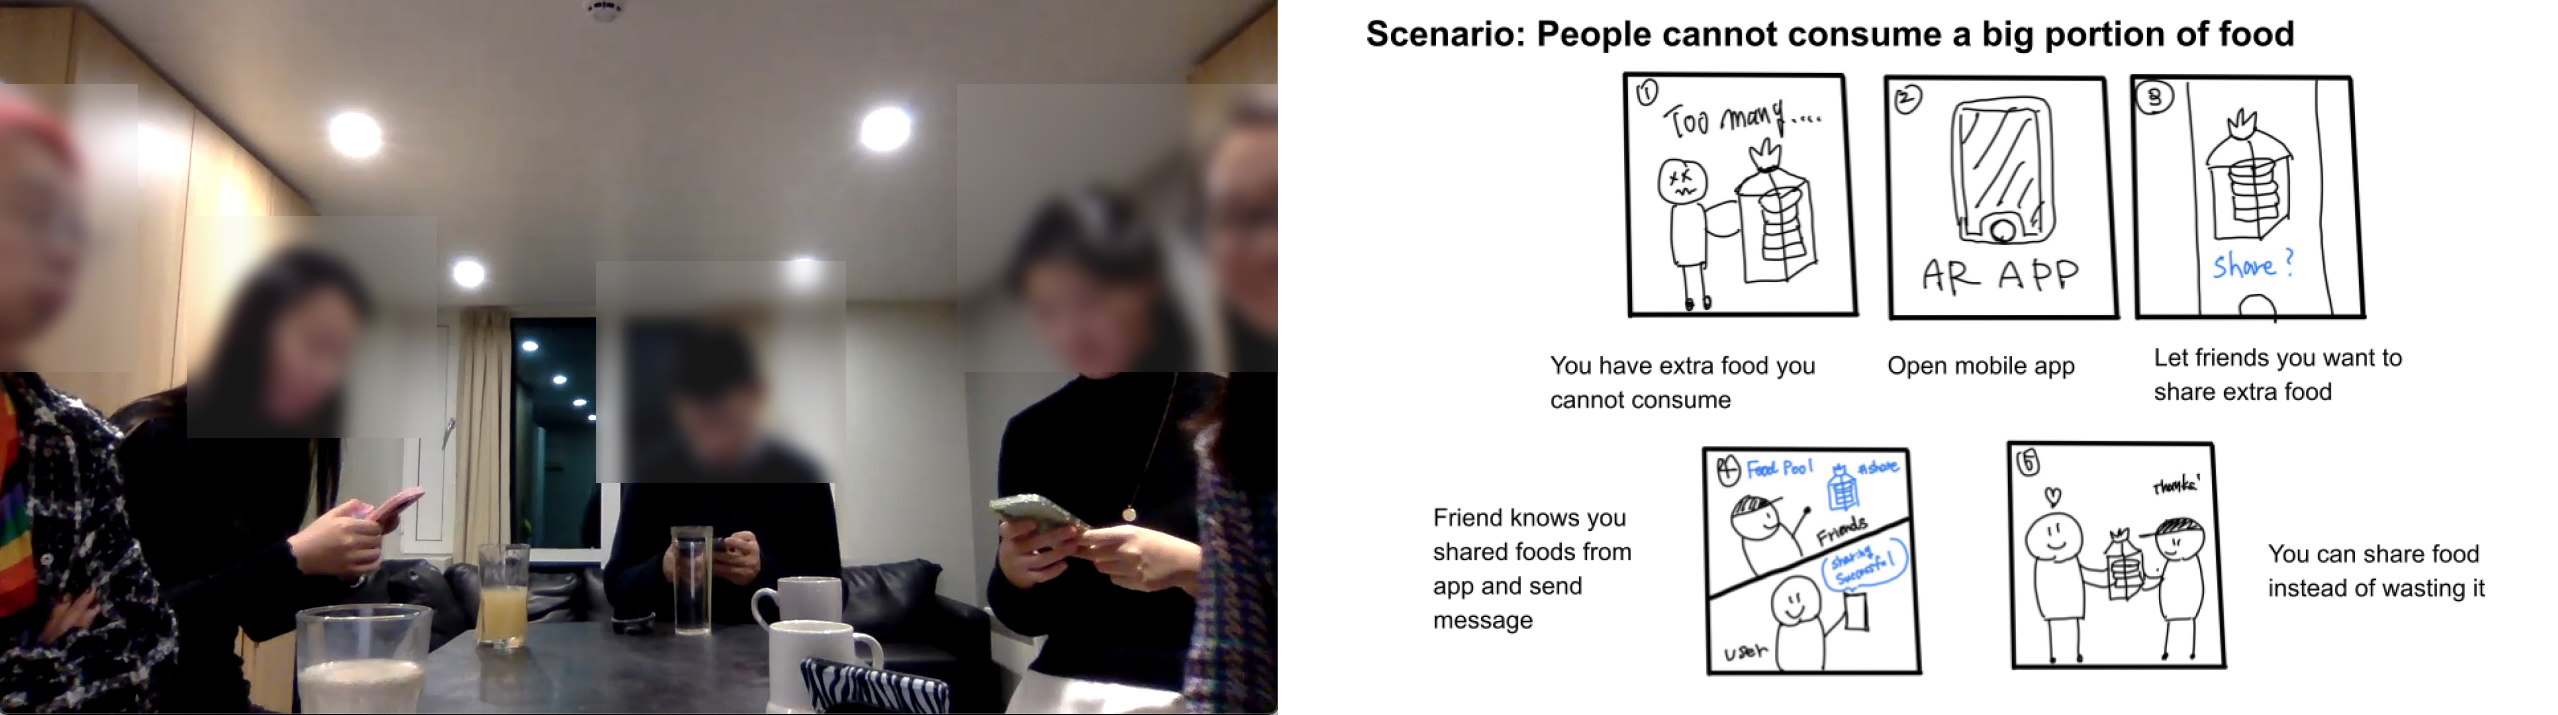 Scenario: People cannot consume a big portion of food
1
Too many....
2
AR APP
3
Share?
You have extra food you
cannot consume
Open mobile app
Let friends you want to
share extra food
4
Food Pool
#share
Friends
sharing
Successful
user
5
Thanks'
Friend knows you
shared foods from
app and send
message
You can share food
instead of wasting it